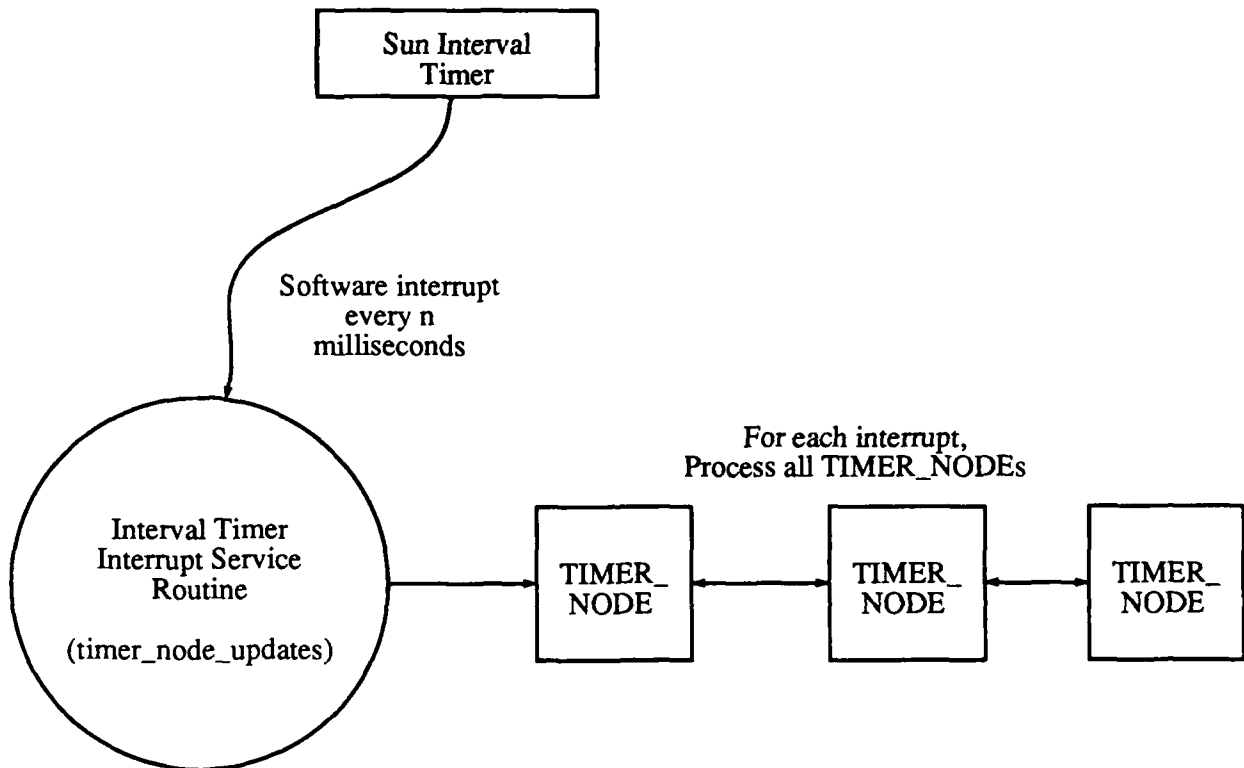 Sun Interval
Timer
Software interrupt
every n
milliseconds
For each interrupt,
Process all TIMER_NODEs
Interval Timer
Interrupt Service
Routine
(timer_node_updates)
TIMER_
NODE
TIMER_
NODE
TIMER_
NODE